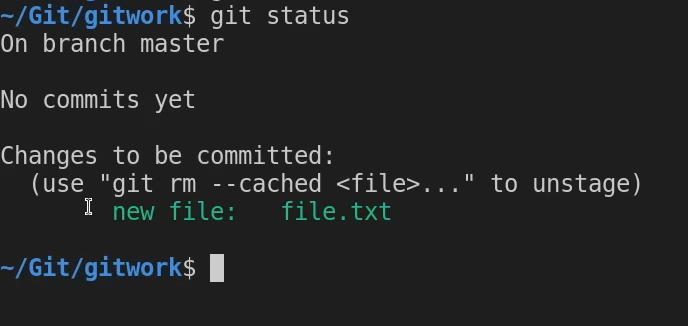 ~/Git/gitwork$ git status
On branch master
No commits yet
Changes to be committed:
(use "git rm --cached <file>..." to unstage)
new file: file.txt
~/Git/gitwork$